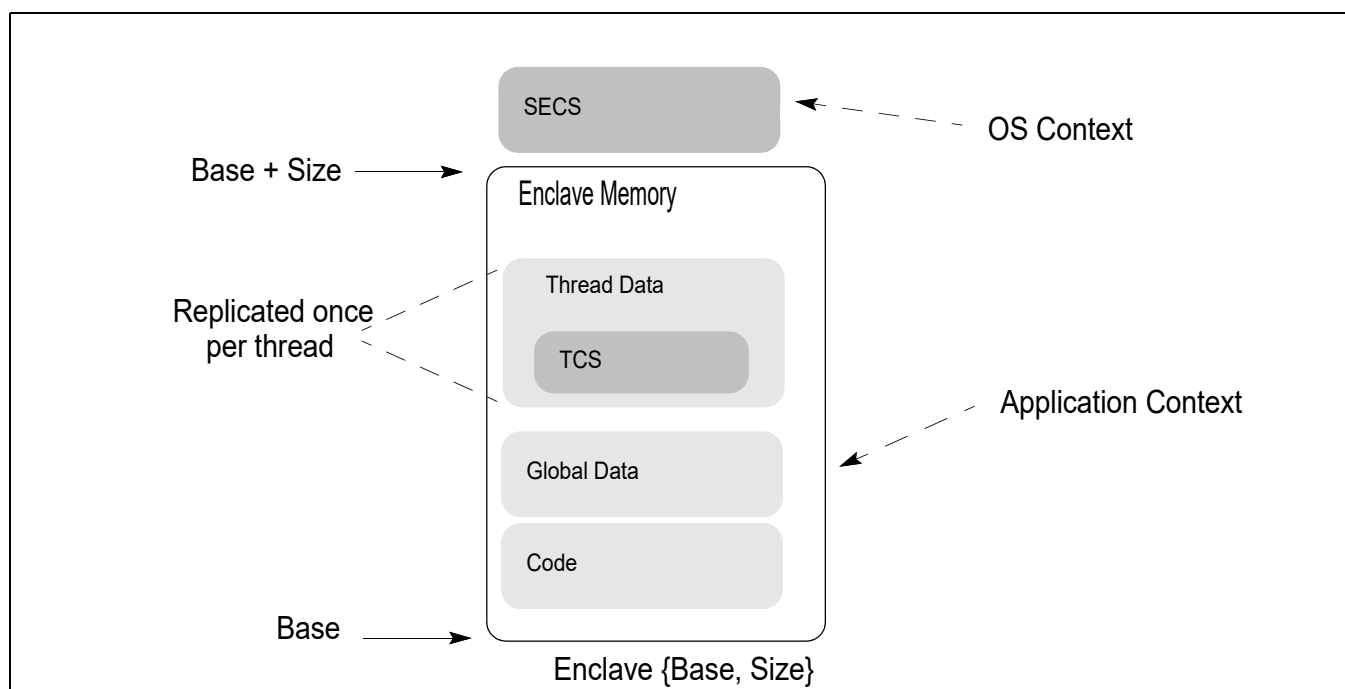 SECS
OS Context
Base + Size
Enclave Memory
Thread Data
Replicated once
per thread
TCS
Application Context
Global Data
Code
Base
Enclave {Base, Size}